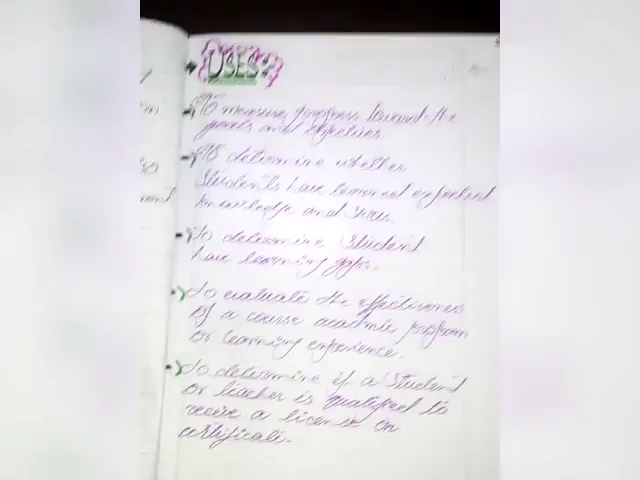 USES:
To measure progress toward the
goals and objectives.
To determine whether
Students have learned expected
knowledge and
To determine Student
have learning gaps.
To evaluate the effectiveness
of a course academic program
or learning experience.
To determine if a Student
or teacher is qualified to
receive a license or
certificate.